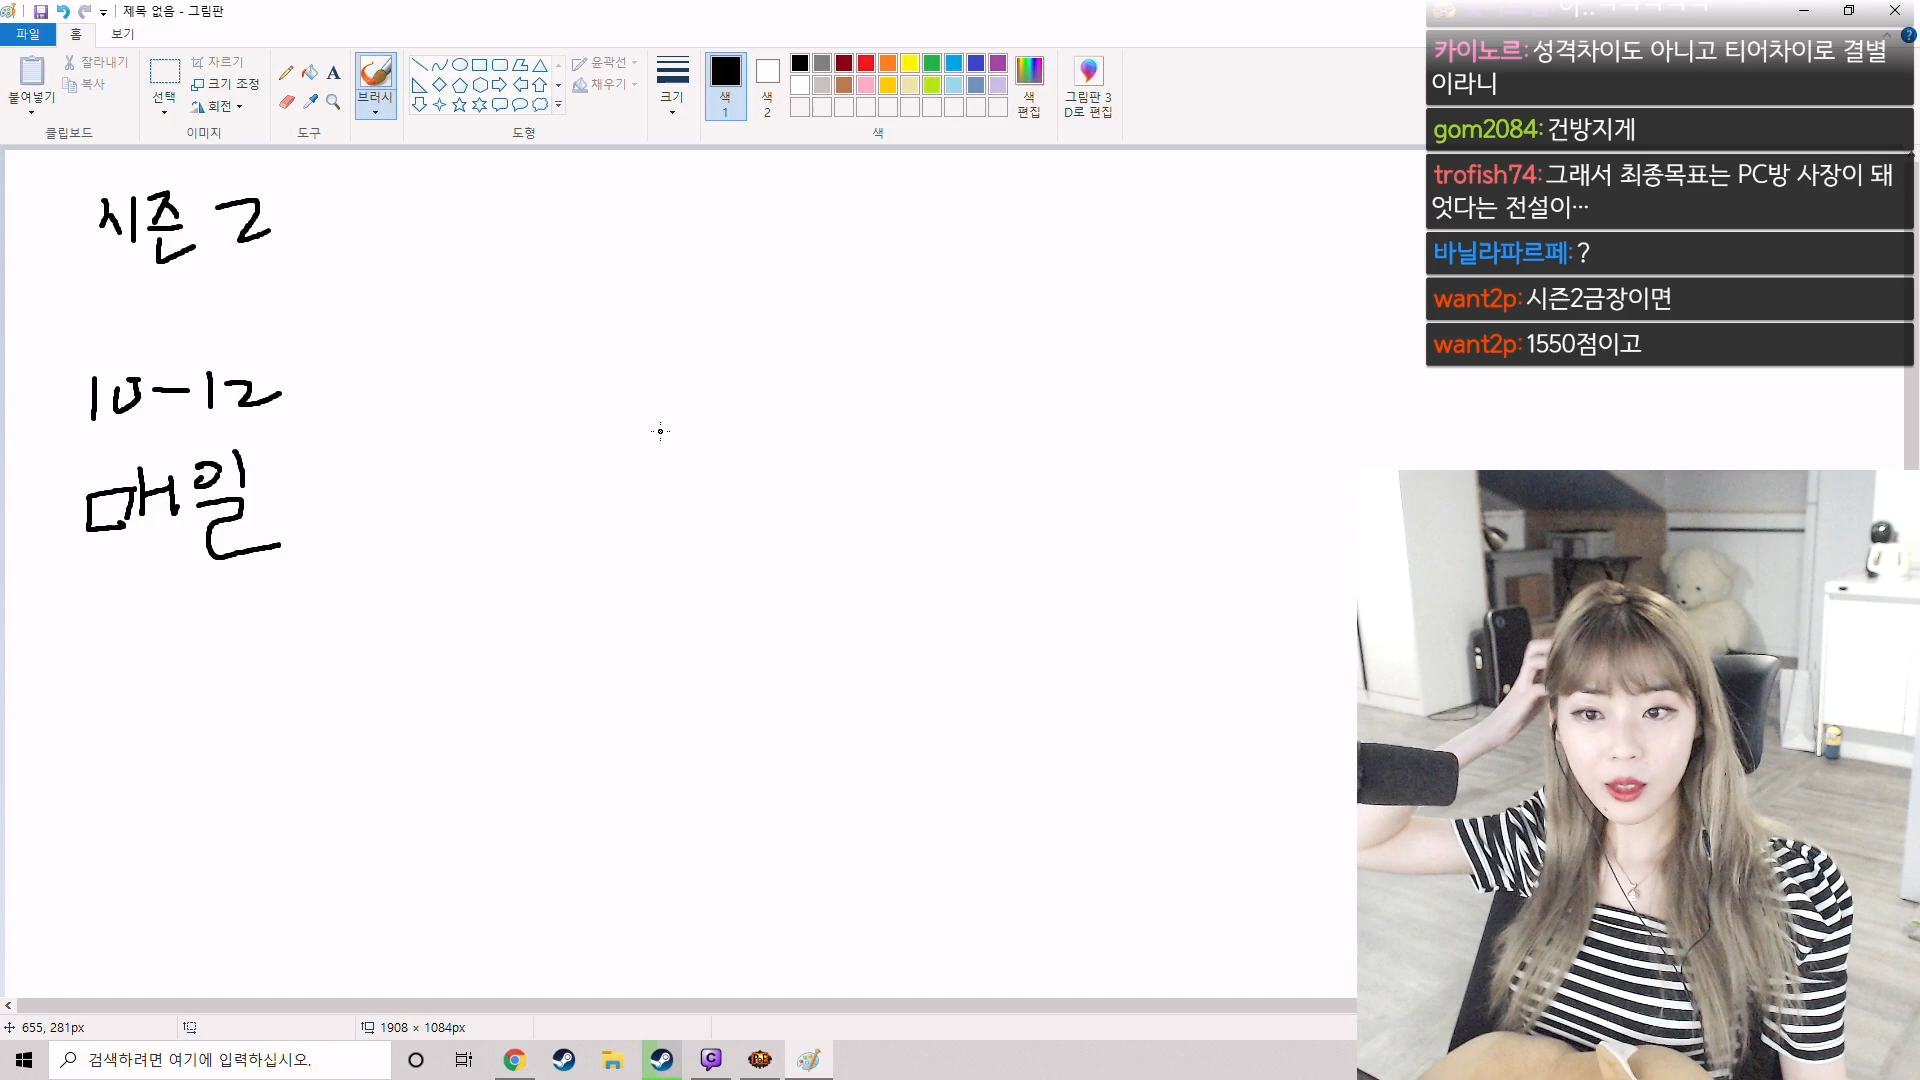 제목 없음 - 그림판
파일 홈 보기
붙여넣기
잘라내기
복사
클립보드
선택
자르기
크기 조정
회전
이미지
도구
브러시
도형
윤곽선
채우기
크기
색
1
색
2
색
편집
색
그림판 3
D로 편집
카이노르: 성격차이도 아니고 티어차이로 결별
이라니
gom2084: 건방지게
trofish74: 그래서 최종목표는 PC방 사장이 돼
엇다는 전설이…
바닐라파르페: ?
want2p: 시즌2금장이면
want2p: 1550점이고
시즌 2
10-12
매일
655, 281px
1908 × 1084px
검색하려면 여기에 입력하십시오.